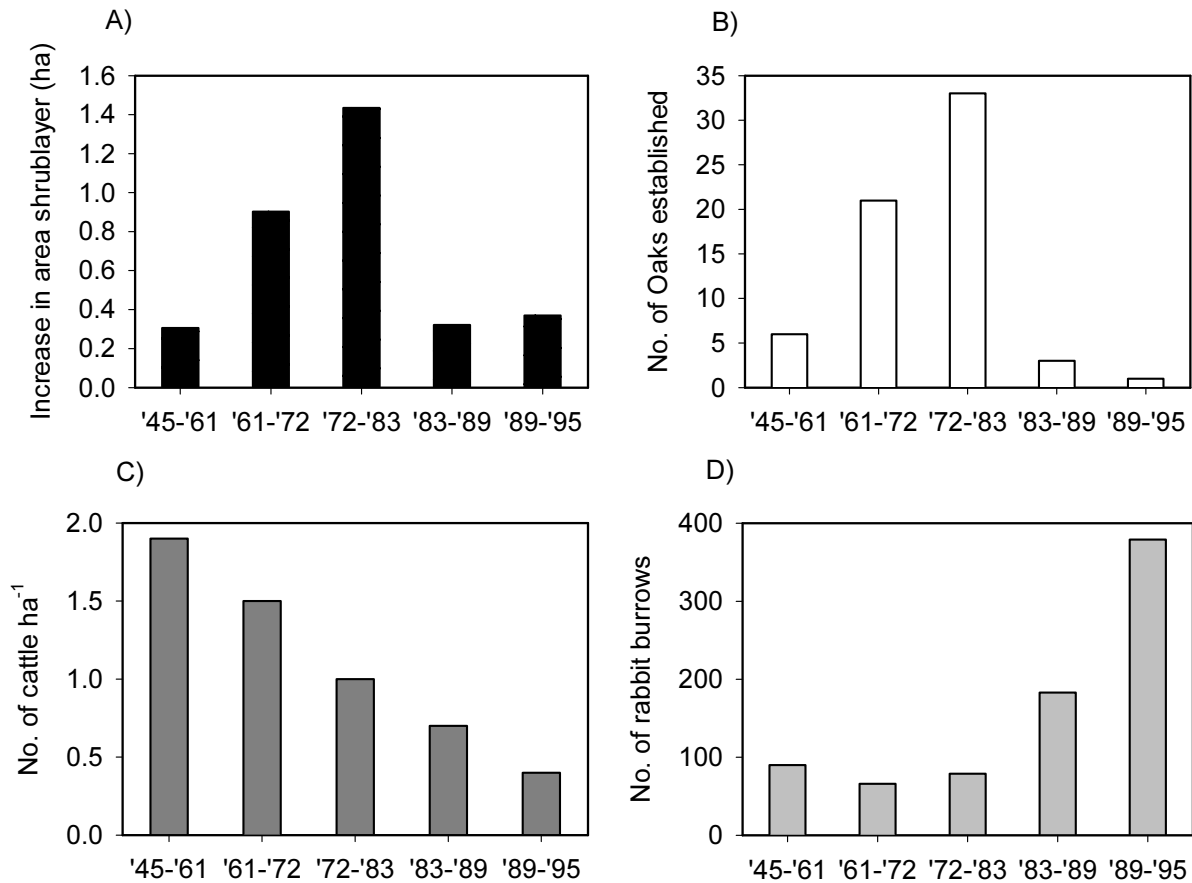 A)
Increase in area shrublayer (ha)
1.6
1.4
1.2
1.0
0.8
0.6
0.4
0.2
0.0
'45-'61 '61-'72 '72-'83 '83-'89 '89-'95
B)
No. of Oaks established
35
30
25
20
15
10
5
0
'45-'61 '61-'72 '72-'83 '83-'89 '89-'95
C)
No. of cattle ha⁻¹
2.0
1.5
1.0
0.5
0.0
'45-'61 '61-'72 '72-'83 '83-'89 '89-'95
D)
No. of rabbit burrows
400
300
200
100
0
'45-'61 '61-'72 '72-'83 '83-'89 '89-'95